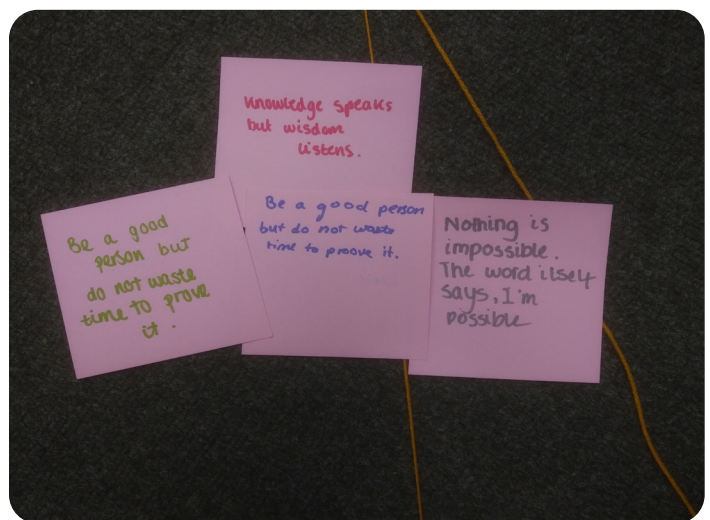 Knowledge speaks
but wisdom
listens.
Be a good
person but
do not waste
time to prove
it.
Be a good person
but do not waste
time to proove it.
Nothing is
impossible.
The word itself
says, I'm
possible